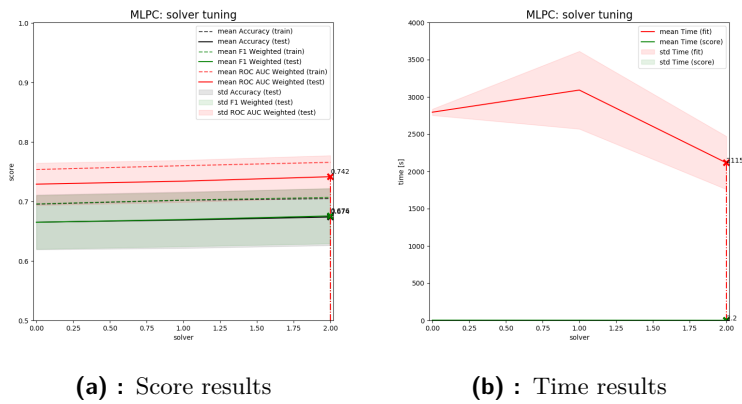 MLPC: solver tuning
1.0
0.9
0.8
0.7
0.6
0.5
score
mean Accuracy (train)
mean Accuracy (test)
mean F1 Weighted (train)
mean F1 Weighted (test)
mean ROC AUC Weighted (train)
mean ROC AUC Weighted (test)
std Accuracy (test)
std F1 Weighted (test)
std ROC AUC Weighted (test)
0.742
0.00 0.25 0.50 0.75 1.00 1.25 1.50 1.75 2.00
solver
(a) : Score results
MLPC: solver tuning
4000
3500
3000
2500
2000
1500
1000
500
0
time [s]
mean Time (fit)
mean Time (score)
std Time (fit)
std Time (score)
0.00 0.25 0.50 0.75 1.00 1.25 1.50 1.75 2.00
solver
(b) : Time results